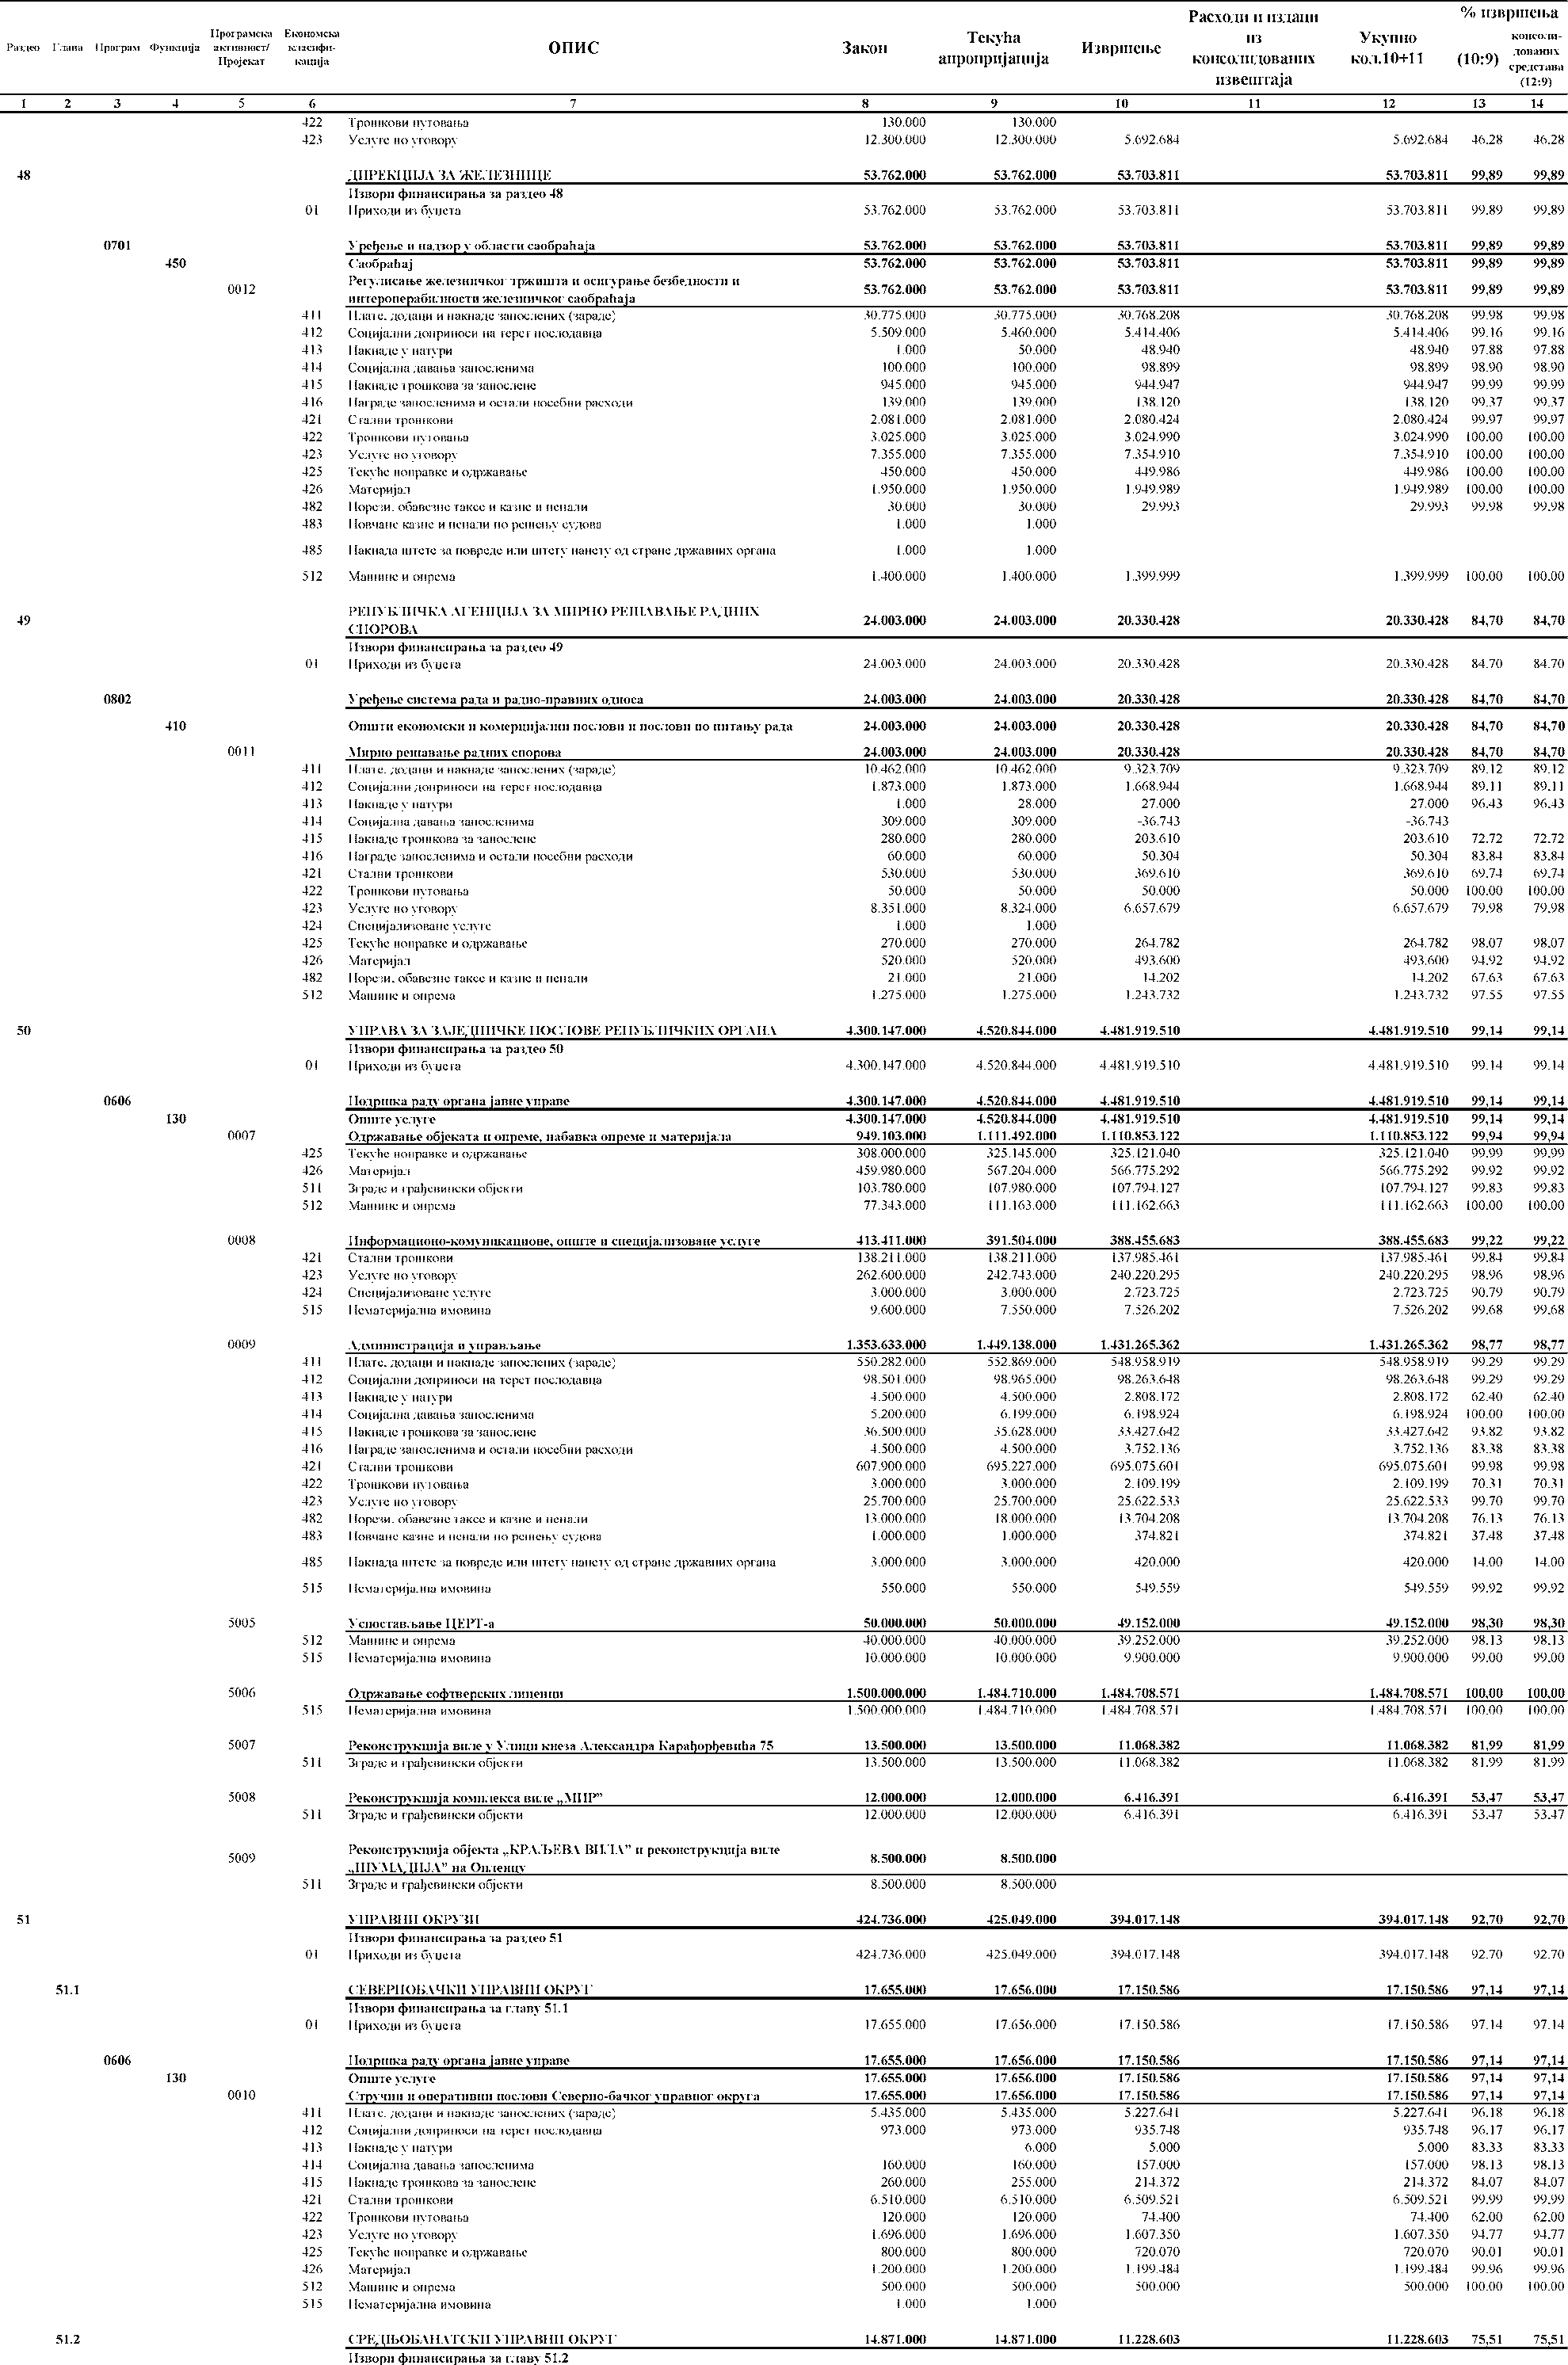 Раздео Глава Програм Функција Програмска активност/ Пројекат Економска класифи-кација ОПИС Закон Текућа апропријација Извршење Расходи и издаци из консолидованих извештаја Укупно кол.10+11 % извршења (10:9) консоли-дованих средстава (12:9)
1 2 3 4 5 6 7 8 9 10 11 12 13 14
422 Трошкови путовања 130.000 130.000
423 Услуге по уговору 12.300.000 12.300.000 5.692.684 5.692.684 46,28 46,28
48 ДИРЕКЦИЈА ЗА ЖЕЛЕЗНИЦЕ 53.762.000 53.762.000 53.703.811 53.703.811 99,89 99,89
Извори финансирања за раздео 48
01 Приходи из буџета 53.762.000 53.762.000 53.703.811 53.703.811 99,89 99,89
0701 Уређење и надзор у области саобраћаја 53.762.000 53.762.000 53.703.811 53.703.811 99,89 99,89
450 Саобраћај 53.762.000 53.762.000 53.703.811 53.703.811 99,89 99,89
0012 Регулисање железничког тржишта и осигурање безбедности и интероперабилности железничког саобраћаја 53.762.000 53.762.000 53.703.811 53.703.811 99,89 99,89
411 Плате, додаци и накнаде запослених (зараде) 30.775.000 30.775.000 30.768.208 30.768.208 99,98 99,98
412 Социјални доприноси на терет послодавца 5.509.000 5.460.000 5.414.406 5.414.406 99,16 99,16
413 Накнаде у натури 1.000 50.000 48.940 48.940 97,88 97,88
414 Социјална давања запосленима 100.000 100.000 98.899 98.899 98,90 98,90
415 Накнаде трошкова за запослене 945.000 945.000 944.947 944.947 99,99 99,99
416 Награде запосленима и остали посебни расходи 139.000 139.000 138.120 138.120 99,37 99,37
421 Стални трошкови 2.081.000 2.081.000 2.080.424 2.080.424 99,97 99,97
422 Трошкови путовања 3.025.000 3.025.000 3.024.990 3.024.990 100,00 100,00
423 Услуге по уговору 7.355.000 7.355.000 7.354.910 7.354.910 100,00 100,00
425 Текуће поправке и одржавање 450.000 450.000 449.986 449.986 100,00 100,00
426 Материјал 1.950.000 1.950.000 1.949.989 1.949.989 100,00 100,00
482 Порези, обавезне таксе и казне и пенали 30.000 30.000 29.993 29.993 99,98 99,98
483 Новчане казне и пенали по решењу судова 1.000 1.000
485 Накнада штете за повреде или штету нанету од стране државних органа 1.000 1.000
512 Машине и опрема 1.400.000 1.400.000 1.399.999 1.399.999 100,00 100,00
49 РЕПУБЛИЧКА АГЕНЦИЈА ЗА МИРНО РЕШАВАЊЕ РАДНИХ СПОРОВА 24.003.000 24.003.000 20.330.428 20.330.428 84,70 84,70
Извори финансирања за раздео 49
01 Приходи из буџета 24.003.000 24.003.000 20.330.428 20.330.428 84,70 84,70
0802 Уређење система рада и радно-правних односа 24.003.000 24.003.000 20.330.428 20.330.428 84,70 84,70
410 Општи економски и комерцијални послови и послови по питању рада 24.003.000 24.003.000 20.330.428 20.330.428 84,70 84,70
0011 Мирно решавање радних спорова 24.003.000 24.003.000 20.330.428 20.330.428 84,70 84,70
411 Плате, додаци и накнаде запослених (зараде) 10.462.000 10.462.000 9.323.709 9.323.709 89,12 89,12
412 Социјални доприноси на терет послодавца 1.873.000 1.873.000 1.668.944 1.668.944 89,11 89,11
413 Накнаде у натури 1.000 28.000 27.000 27.000 96,43 96,43
414 Социјална давања запосленима 309.000 309.000 -36.743 -36.743
415 Накнаде трошкова за запослене 280.000 280.000 203.610 203.610 72,72 72,72
416 Награде запосленима и остали посебни расходи 60.000 60.000 50.304 50.304 83,84 83,84
421 Стални трошкови 530.000 530.000 369.610 369.610 69,74 69,74
422 Трошкови путовања 50.000 50.000 50.000 50.000 100,00 100,00
423 Услуге по уговору 8.351.000 8.324.000 6.657.679 6.657.679 79,98 79,98
424 Специјализоване услуге 1.000 1.000
425 Текуће поправке и одржавање 270.000 270.000 264.782 264.782 98,07 98,07
426 Материјал 520.000 520.000 493.600 493.600 94,92 94,92
482 Порези, обавезне таксе и казне и пенали 21.000 21.000 14.202 14.202 67,63 67,63
512 Машине и опрема 1.275.000 1.275.000 1.243.732 1.243.732 97,55 97,55
50 УПРАВА ЗА ЗАЈЕДНИЧКЕ ПОСЛОВЕ РЕПУБЛИЧКИХ ОРГАНА 4.300.147.000 4.520.844.000 4.481.919.510 4.481.919.510 99,14 99,14
Извори финансирања за раздео 50
01 Приходи из буџета 4.300.147.000 4.520.844.000 4.481.919.510 4.481.919.510 99,14 99,14
0606 Подршка раду органа јавне управе 4.300.147.000 4.520.844.000 4.481.919.510 4.481.919.510 99,14 99,14
130 Опште услуге 4.300.147.000 4.520.844.000 4.481.919.510 4.481.919.510 99,14 99,14
0007 Одржавање објеката и опреме, набавка опреме и материјала 949.103.000 1.111.492.000 1.110.853.122 1.110.853.122 99,94 99,94
425 Текуће поправке и одржавање 308.000.000 325.145.000 325.121.040 325.121.040 99,99 99,99
426 Материјал 459.980.000 567.204.000 566.775.292 566.775.292 99,92 99,92
511 Зграде и грађевински објекти 103.780.000 107.980.000 107.794.127 107.794.127 99,83 99,83
512 Машине и опрема 77.343.000 111.163.000 111.162.663 111.162.663 100,00 100,00
0008 Информационо-комуникационе, опште и специјализоване услуге 413.411.000 391.504.000 388.455.683 388.455.683 99,22 99,22
421 Стални трошкови 138.211.000 138.211.000 137.985.461 137.985.461 99,84 99,84
423 Услуге по уговору 262.600.000 242.743.000 240.220.295 240.220.295 98,96 98,96
424 Специјализоване услуге 3.000.000 3.000.000 2.723.725 2.723.725 90,79 90,79
515 Нематеријална имовина 9.600.000 7.550.000 7.526.202 7.526.202 99,68 99,68
0009 Администрација и управљање 1.353.633.000 1.449.138.000 1.431.265.362 1.431.265.362 98,77 98,77
411 Плате, додаци и накнаде запослених (зараде) 550.282.000 552.869.000 548.958.919 548.958.919 99,29 99,29
412 Социјални доприноси на терет послодавца 98.501.000 98.965.000 98.263.648 98.263.648 99,29 99,29
413 Накнаде у натури 4.500.000 4.500.000 2.808.172 2.808.172 62,40 62,40
414 Социјална давања запосленима 5.200.000 6.199.000 6.198.924 6.198.924 100,00 100,00
415 Накнаде трошкова за запослене 36.500.000 35.628.000 33.427.642 33.427.642 93,82 93,82
416 Награде запосленима и остали посебни расходи 4.500.000 4.500.000 3.752.136 3.752.136 83,38 83,38
421 Стални трошкови 607.900.000 695.227.000 695.075.601 695.075.601 99,98 99,98
422 Трошкови путовања 3.000.000 3.000.000 2.109.199 2.109.199 70,31 70,31
423 Услуге по уговору 25.700.000 25.700.000 25.622.533 25.622.533 99,70 99,70
482 Порези, обавезне таксе и казне и пенали 13.000.000 18.000.000 13.704.208 13.704.208 76,13 76,13
483 Новчане казне и пенали по решењу судова 1.000.000 1.000.000 374.821 374.821 37,48 37,48
485 Накнада штете за повреде или штету нанету од стране државних органа 3.000.000 3.000.000 420.000 420.000 14,00 14,00
515 Нематеријална имовина 550.000 550.000 549.559 549.559 99,92 99,92
5005 Успостављање ЦЕРТ-а 50.000.000 50.000.000 49.152.000 49.152.000 98,30 98,30
512 Машине и опрема 40.000.000 40.000.000 39.252.000 39.252.000 98,13 98,13
515 Нематеријална имовина 10.000.000 10.000.000 9.900.000 9.900.000 99,00 99,00
5006 Одржавање софтверских лиценци 1.500.000.000 1.484.710.000 1.484.708.571 1.484.708.571 100,00 100,00
515 Нематеријална имовина 1.500.000.000 1.484.710.000 1.484.708.571 1.484.708.571 100,00 100,00
5007 Реконструкција виле у Улици кнеза Александра Карађорђевића 75 13.500.000 13.500.000 11.068.382 11.068.382 81,99 81,99
511 Зграде и грађевински објекти 13.500.000 13.500.000 11.068.382 11.068.382 81,99 81,99
5008 Реконструкција комплекса виле „МИР” 12.000.000 12.000.000 6.416.391 6.416.391 53,47 53,47
511 Зграде и грађевински објекти 12.000.000 12.000.000 6.416.391 6.416.391 53,47 53,47
5009 Реконструкција објекта „КРАЉЕВА ВИЛА” и реконструкција виле „ШУМАДИЈА” на Опленцу 8.500.000 8.500.000
511 Зграде и грађевински објекти 8.500.000 8.500.000
51 УПРАВНИ ОКРУЗИ 424.736.000 425.049.000 394.017.148 394.017.148 92,70 92,70
Извори финансирања за раздео 51
01 Приходи из буџета 424.736.000 425.049.000 394.017.148 394.017.148 92,70 92,70
51.1 СЕВЕРНОБАЧКИ УПРАВНИ ОКРУГ 17.655.000 17.656.000 17.150.586 17.150.586 97,14 97,14
Извори финансирања за главу 51.1
01 Приходи из буџета 17.655.000 17.656.000 17.150.586 17.150.586 97,14 97,14
0606 Подршка раду органа јавне управе 17.655.000 17.656.000 17.150.586 17.150.586 97,14 97,14
130 Опште услуге 17.655.000 17.656.000 17.150.586 17.150.586 97,14 97,14
0010 Стручни и оперативни послови Северно-бачког управног округа 17.655.000 17.656.000 17.150.586 17.150.586 97,14 97,14
411 Плате, додаци и накнаде запослених (зараде) 5.435.000 5.435.000 5.227.641 5.227.641 96,18 96,18
412 Социјални доприноси на терет послодавца 973.000 973.000 935.748 935.748 96,17 96,17
413 Накнаде у натури 6.000 5.000 5.000 83,33 83,33
414 Социјална давања запосленима 160.000 160.000 157.000 157.000 98,13 98,13
415 Накнаде трошкова за запослене 260.000 255.000 214.372 214.372 84,07 84,07
421 Стални трошкови 6.510.000 6.510.000 6.509.521 6.509.521 99,99 99,99
422 Трошкови путовања 120.000 120.000 74.400 74.400 62,00 62,00
423 Услуге по уговору 1.696.000 1.696.000 1.607.350 1.607.350 94,77 94,77
425 Текуће поправке и одржавање 800.000 800.000 720.070 720.070 90,01 90,01
426 Материјал 1.200.000 1.200.000 1.199.484 1.199.484 99,96 99,96
512 Машине и опрема 500.000 500.000 500.000 500.000 100,00 100,00
515 Нематеријална имовина 1.000 1.000
51.2 СРЕДЊОБАНАТСКИ УПРАВНИ ОКРУГ 14.871.000 14.871.000 11.228.603 11.228.603 75,51 75,51
Извори финансирања за главу 51.2